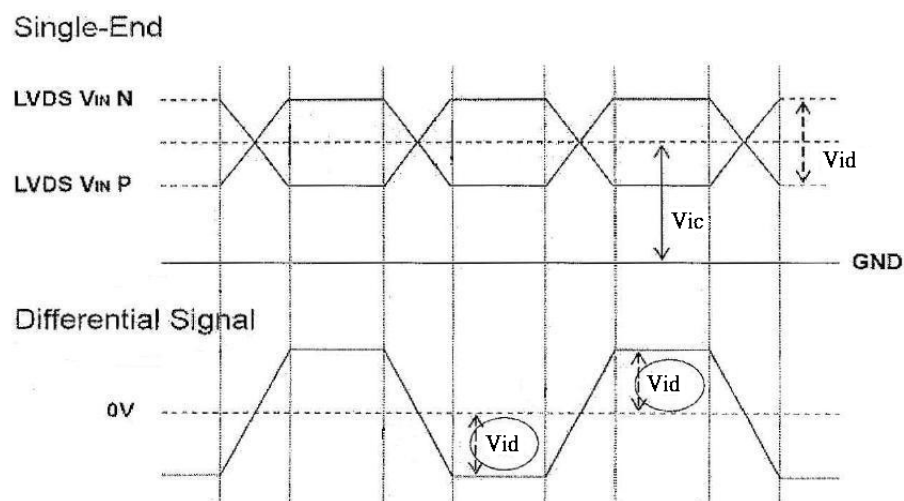 Single-End
LVDS VIN N
Vid
LVDS VIN P
Vic
GND
Differential Signal
Vid
0V
Vid